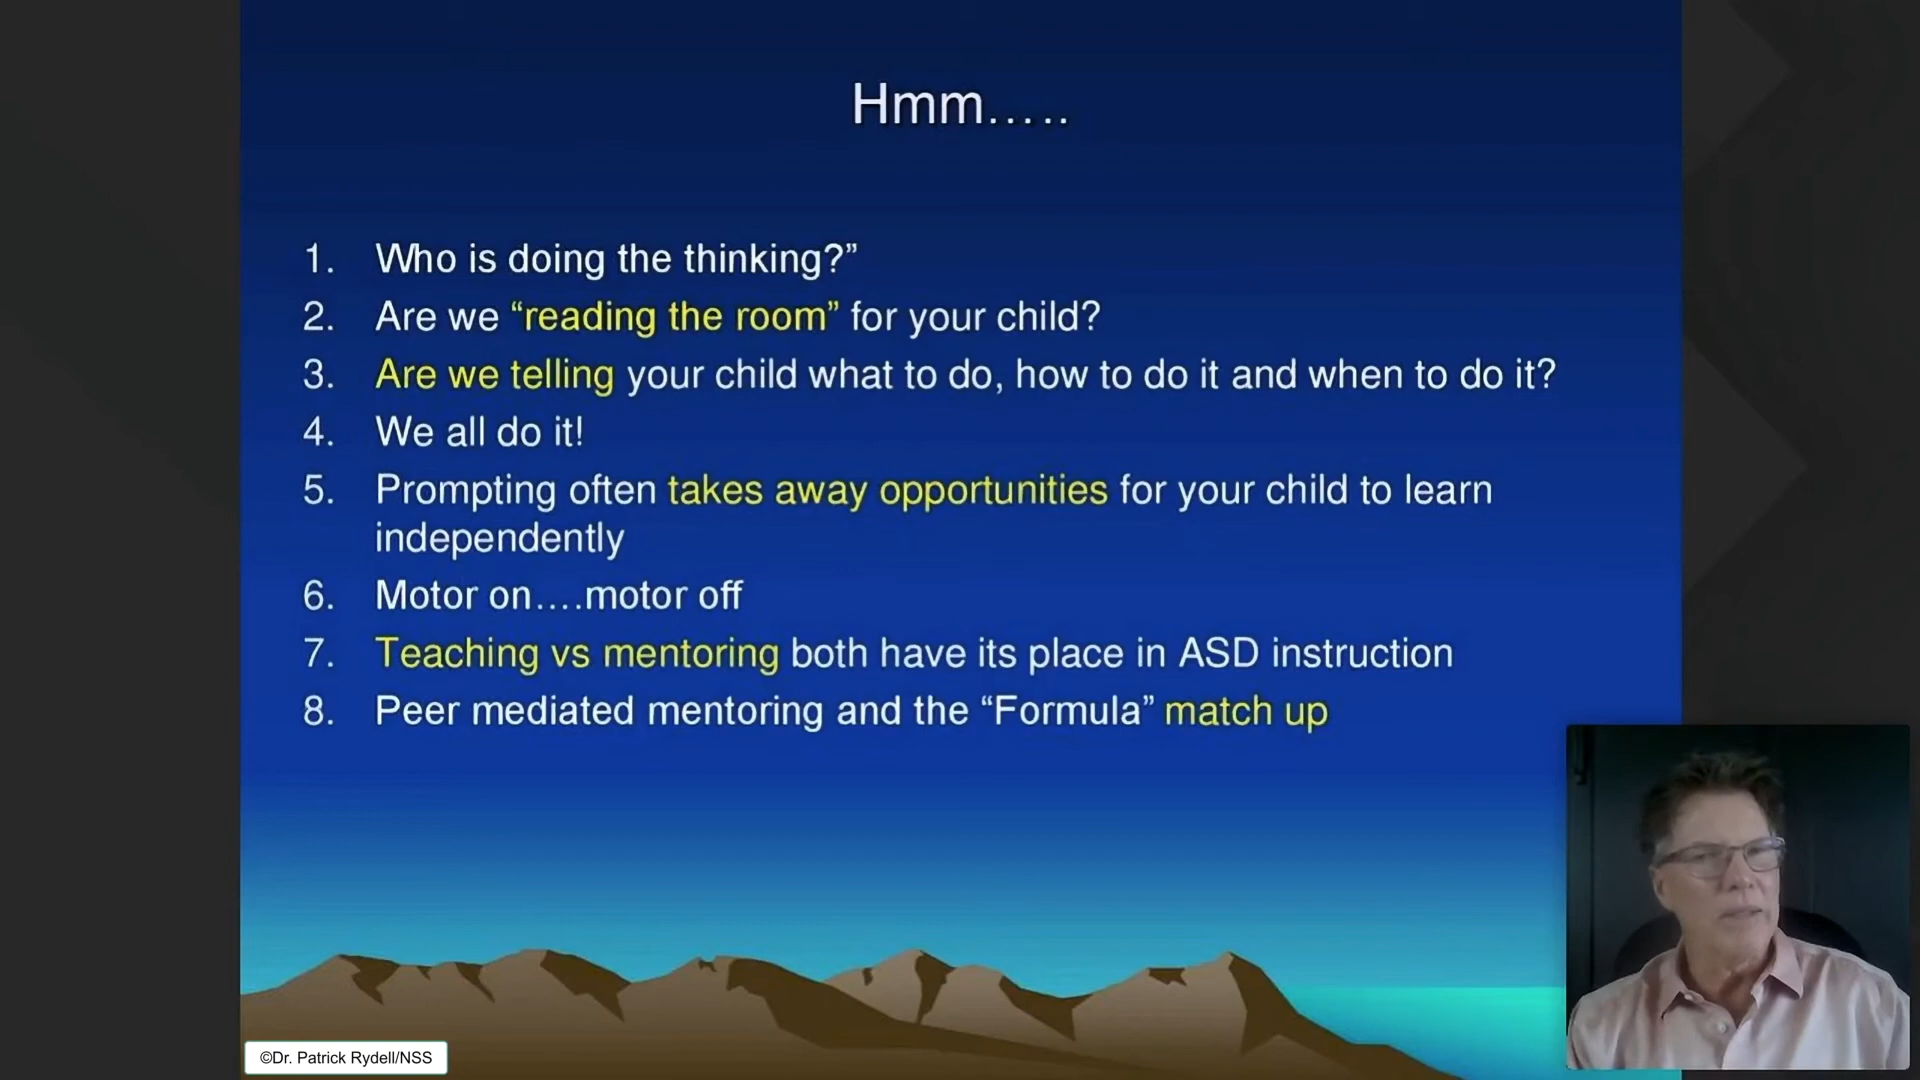 Hmm.....
1. Who is doing the thinking?”
2. Are we “reading the room” for your child?
3. Are we telling your child what to do, how to do it and when to do it?
4. We all do it!
5. Prompting often takes away opportunities for your child to learn
independently
6. Motor on....motor off
7. Teaching vs mentoring both have its place in ASD instruction
8. Peer mediated mentoring and the “Formula” match up
©Dr. Patrick Rydell/NSS